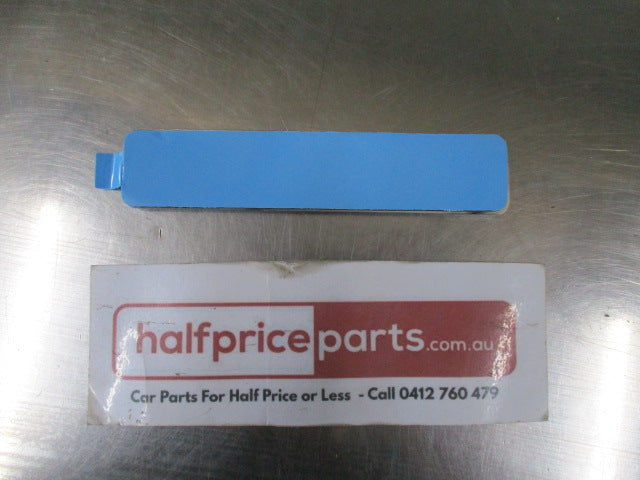 halfpriceparts.com.au
Car Parts For Half Price or Less - Call 0412 760 479